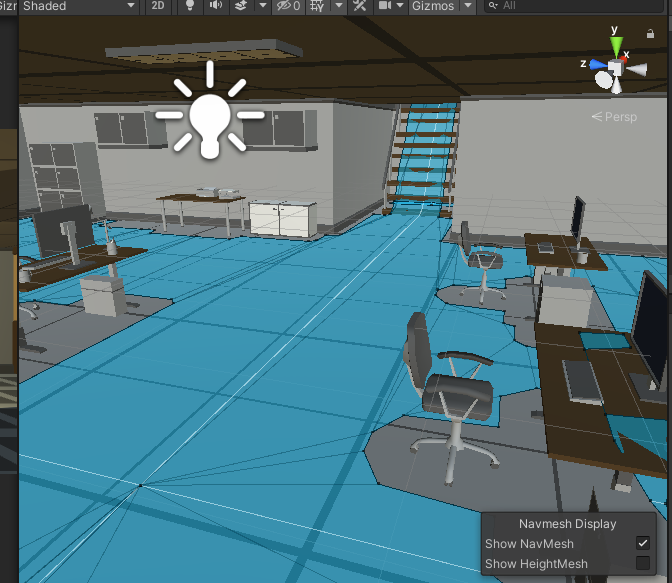 Shaded 2D 0 Gizmos All
y
x
z
Persp
Navmesh Display
Show NavMesh
Show HeightMesh